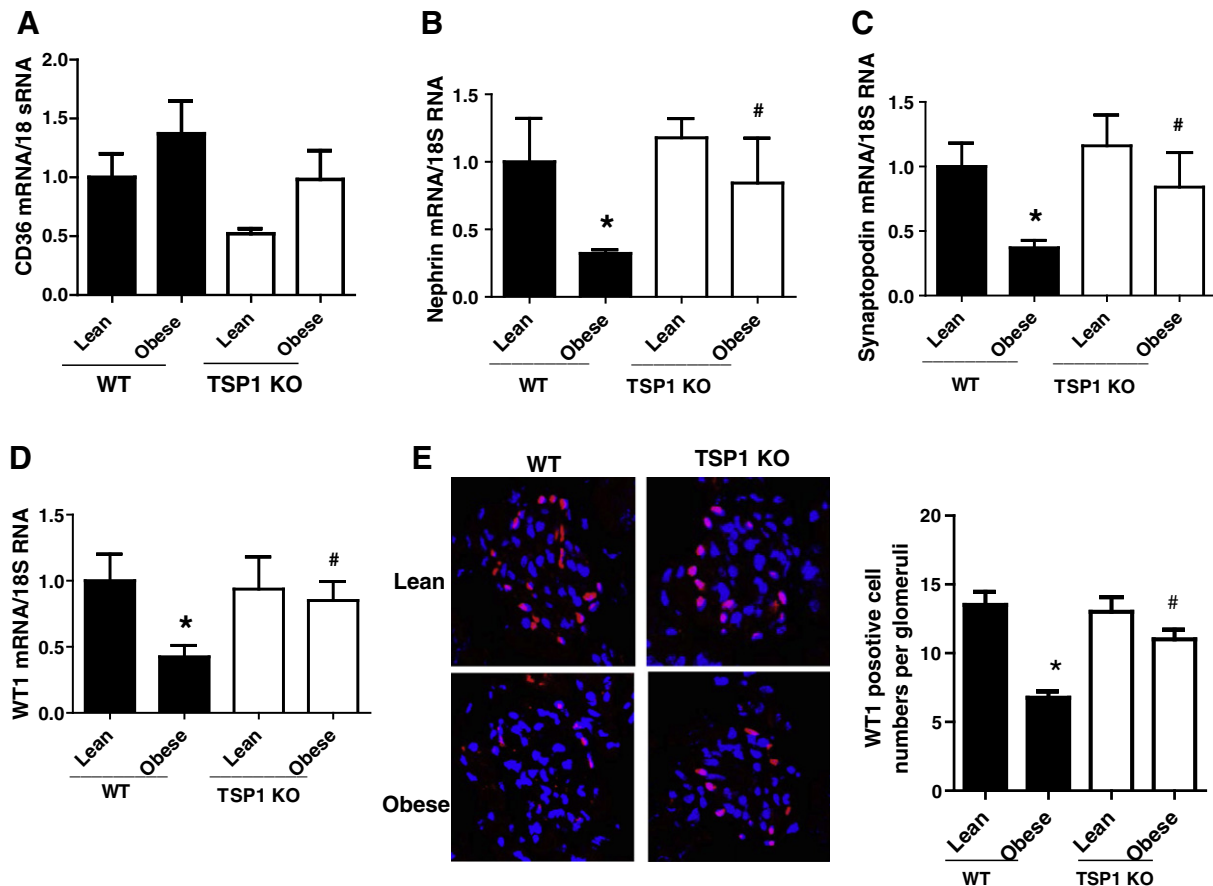 A
CD36 mRNA/18 sRNA
2.0
1.5
1.0
0.5
0.0
Lean
Obese
Lean
Obese
WT
TSP1 KO
B
Nephrin mRNA/18S RNA
1.5
1.0
0.5
0.0
*
#
Lean
Obese
Lean
Obese
WT
TSP1 KO
C
Synaptopodin mRNA/18S RNA
1.5
1.0
0.5
0.0
*
#
Lean
Obese
Lean
Obese
WT
TSP1 KO
D
WT1 mRNA/18S RNA
1.5
1.0
0.5
0.0
*
#
Lean
Obese
Lean
Obese
WT
TSP1 KO
E
WT
TSP1 KO
Lean
Obese
WT1 posotive cell
numbers per glomeruli
20
15
10
5
0
*
#
Lean
Obese
Lean
Obese
WT
TSP1 KO